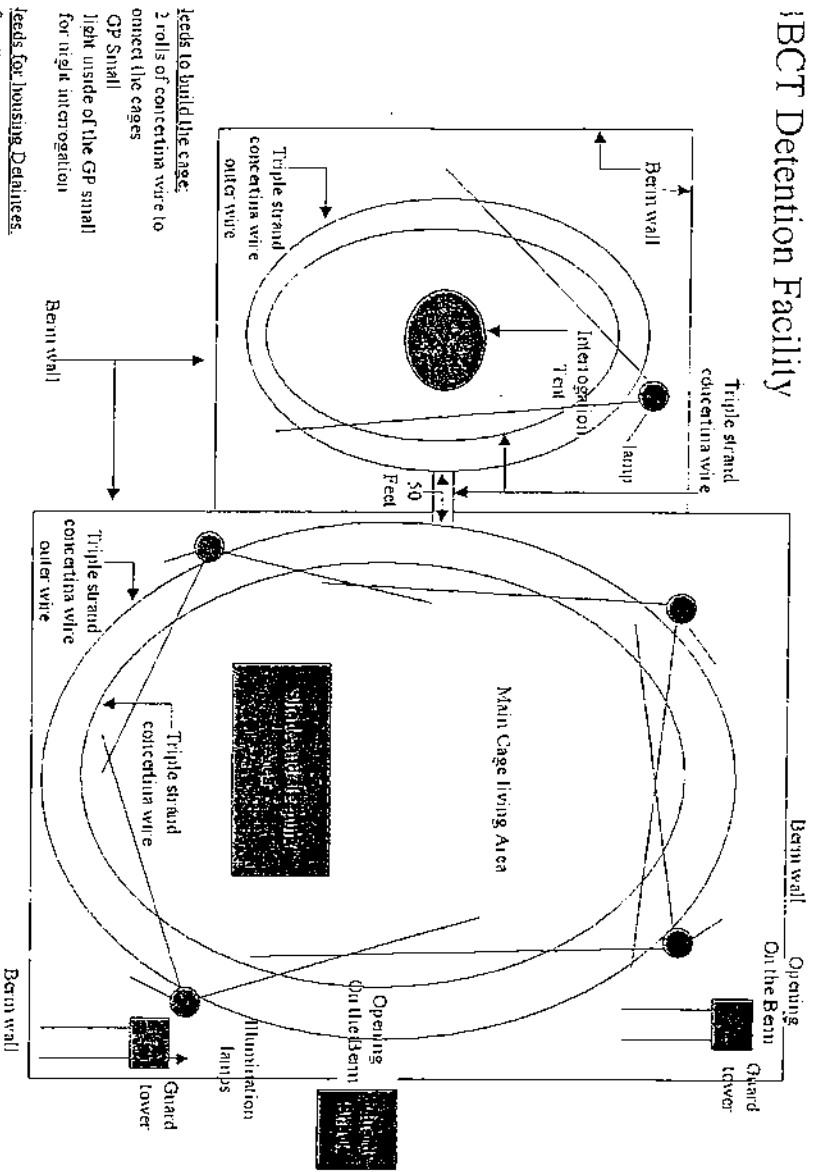 BCT Detention Facility
Triple strand
concertina wire
Berm wall
lamp
Interrogation
Tent
Triple strand
concertina wire
outer wire
50
Feet
Berm wall
Opening
On the Berm
Guard
tower
Main Cage living Area
Opening
On the Berm
Triple strand
concertina wire
Triple strand
concertina wire
outer wire
Illumination
lamps
Guard
tower
Berm wall
Berm wall
leeds to build the cage:
2 rolls of concertina wire to
onnect the cages
GP Small
light inside of the GP small
for night interrogation
leeds for housing Detainees.